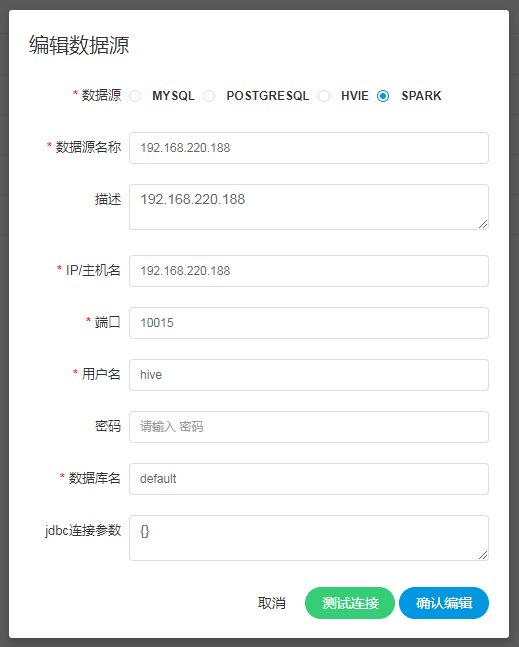 编辑数据源
* 数据源 MYSQL POSTGRESQL HVIE SPARK
* 数据源名称 192.168.220.188
描述 192.168.220.188
* IP/主机名 192.168.220.188
* 端口 10015
* 用户名 hive
密码 请输入 密码
* 数据库名 default
jdbc连接参数 {}
取消 测试连接 确认编辑